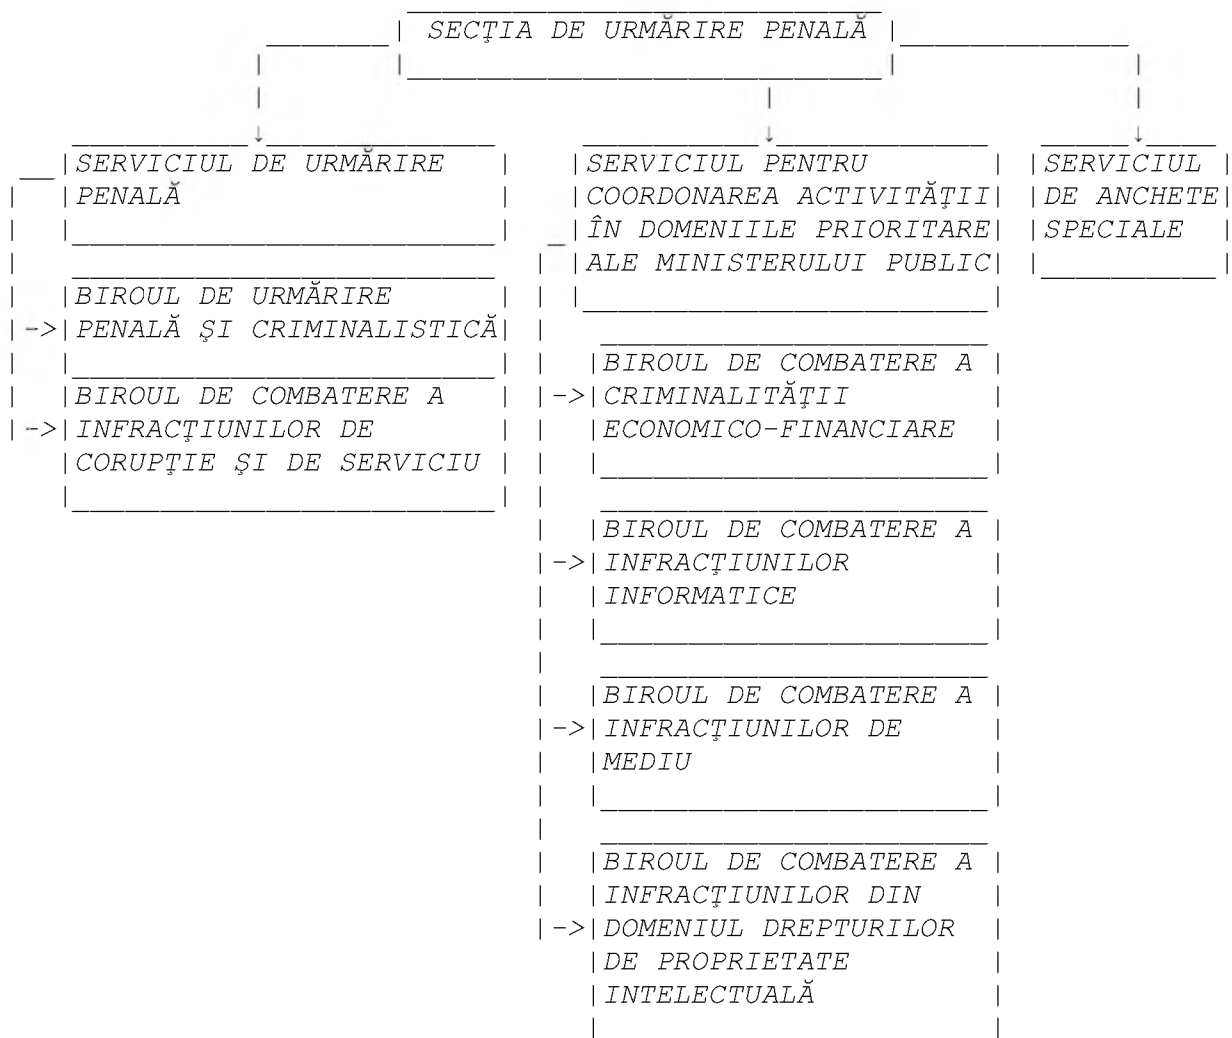 SECŢIA DE URMĂRIRE PENALĂ
SERVICIUL DE URMĂRIRE
PENALĂ
BIROUL DE URMĂRIRE
PENALĂ ŞI CRIMINALISTICĂ
BIROUL DE COMBATERE A
INFRACŢIUNILOR DE
CORUPŢIE ŞI DE SERVICIU
SERVICIUL PENTRU
COORDONAREA ACTIVITĂŢII
ÎN DOMENIILE PRIORITARE
ALE MINISTERULUI PUBLIC
BIROUL DE COMBATERE A
CRIMINALITĂŢII
ECONOMICO-FINANCIARE
BIROUL DE COMBATERE A
INFRACŢIUNILOR
INFORMATICE
BIROUL DE COMBATERE A
INFRACŢIUNILOR DE
MEDIU
BIROUL DE COMBATERE A
INFRACŢIUNILOR DIN
DOMENIUL DREPTURILOR
DE PROPRIETATE
INTELECTUALĂ
SERVICIUL
DE ANCHETE
SPECIALE